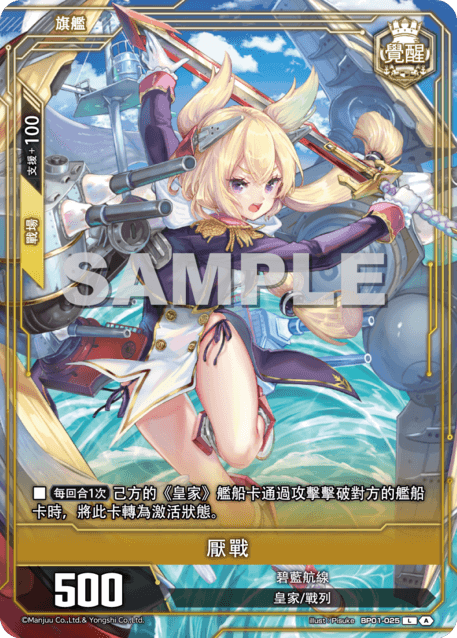 旗艦
覺醒
支援+100
戰場
SAMPLE
■ 每回合1次 己方的《皇家》艦船卡通過攻擊擊破對方的艦船
卡時，將此卡轉為激活狀態。
厭戰
500
碧藍航線
皇家/戰列
©Manjuu Co.,Ltd.& Yongshi Co.,Ltd.
illust :Pisuke BP01-025 L A